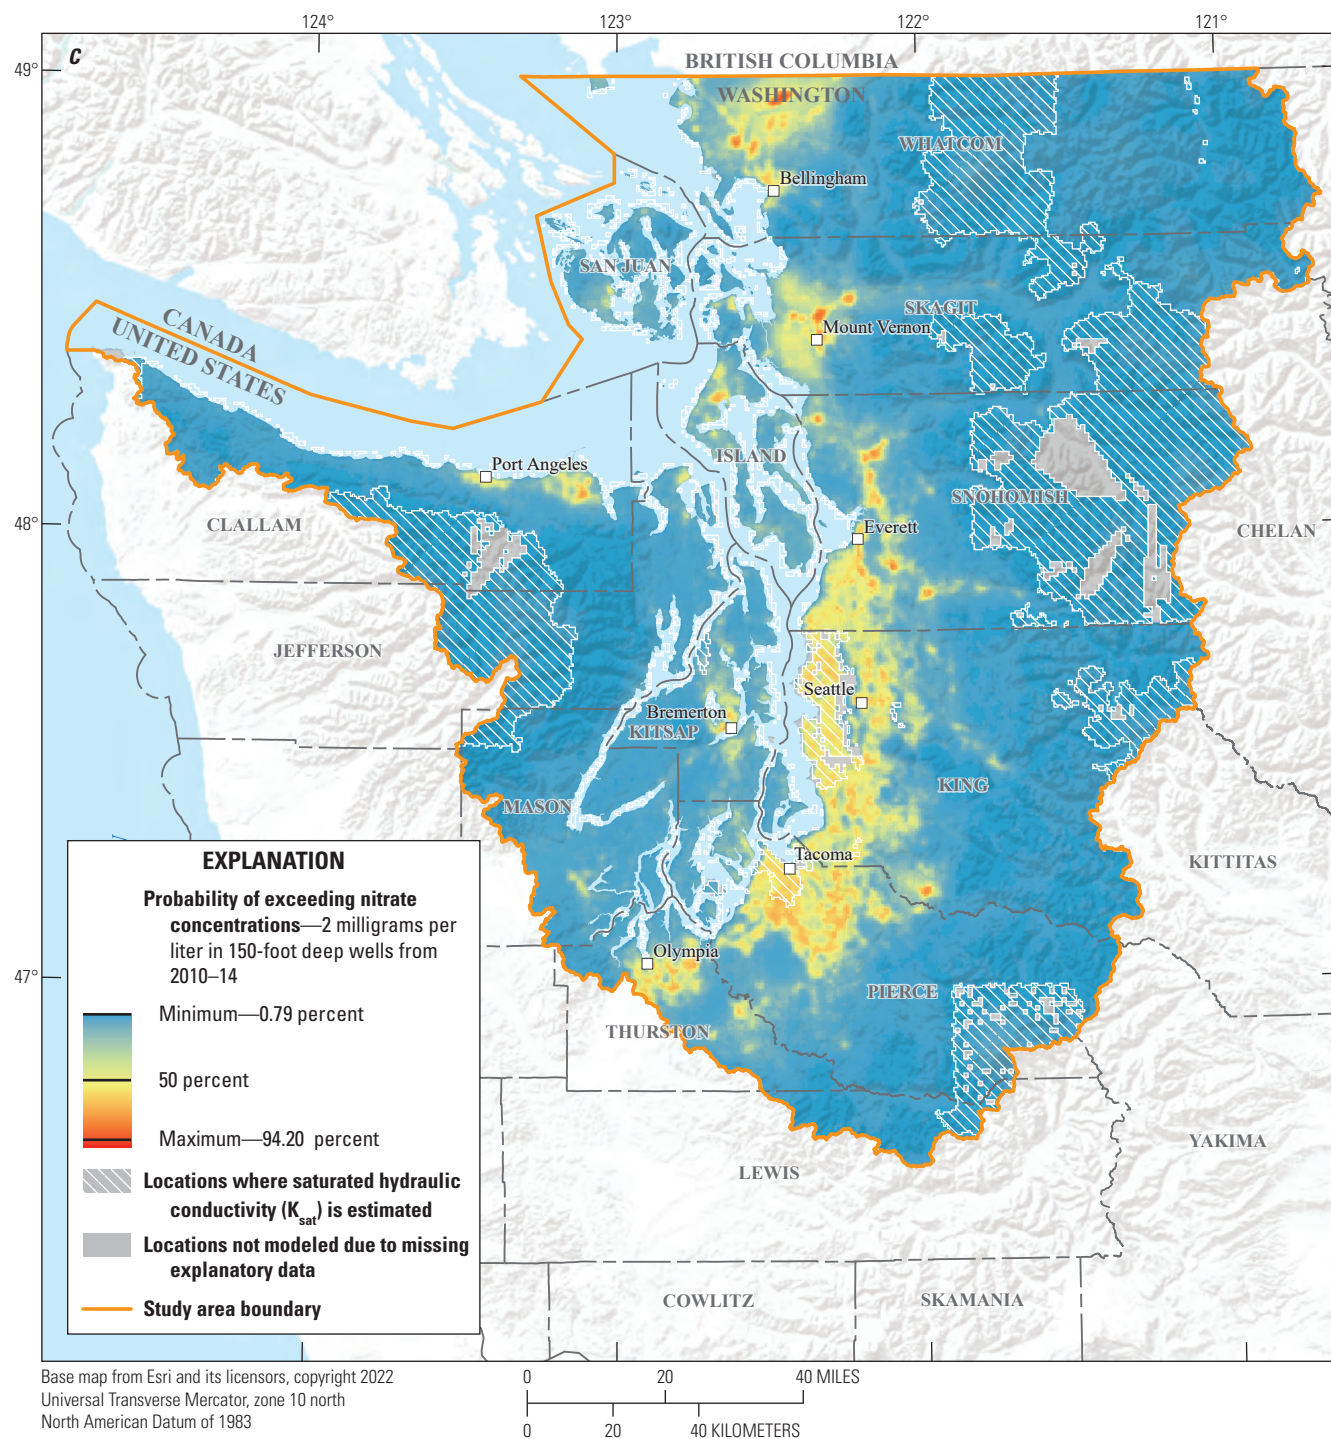 124°
123°
122°
121°
C
49°
48°
47°
BRITISH COLUMBIA
WASHINGTON
WHATCOM
Bellingham
SAN JUAN
SKAGIT
Mount Vernon
CANADA
UNITED STATES
ISLAND
Port Angeles
SNOHOMISH
CLALLAM
Everett
CHELAN
JEFFERSON
Seattle
Bremerton
KITSAP
KING
MASON
Tacoma
KITTITAS
Olympia
PIERCE
THURSTON
YAKIMA
LEWIS
COWLITZ
SKAMANIA
EXPLANATION
Probability of exceeding nitrate
concentrations—2 milligrams per
liter in 150-foot deep wells from
2010–14
Minimum—0.79 percent
50 percent
Maximum—94.20 percent
Locations where saturated hydraulic
conductivity (Ksat) is estimated
Locations not modeled due to missing
explanatory data
Study area boundary
Base map from Esri and its licensors, copyright 2022
Universal Transverse Mercator, zone 10 north
North American Datum of 1983
0 20 40 MILES
0 20 40 KILOMETERS